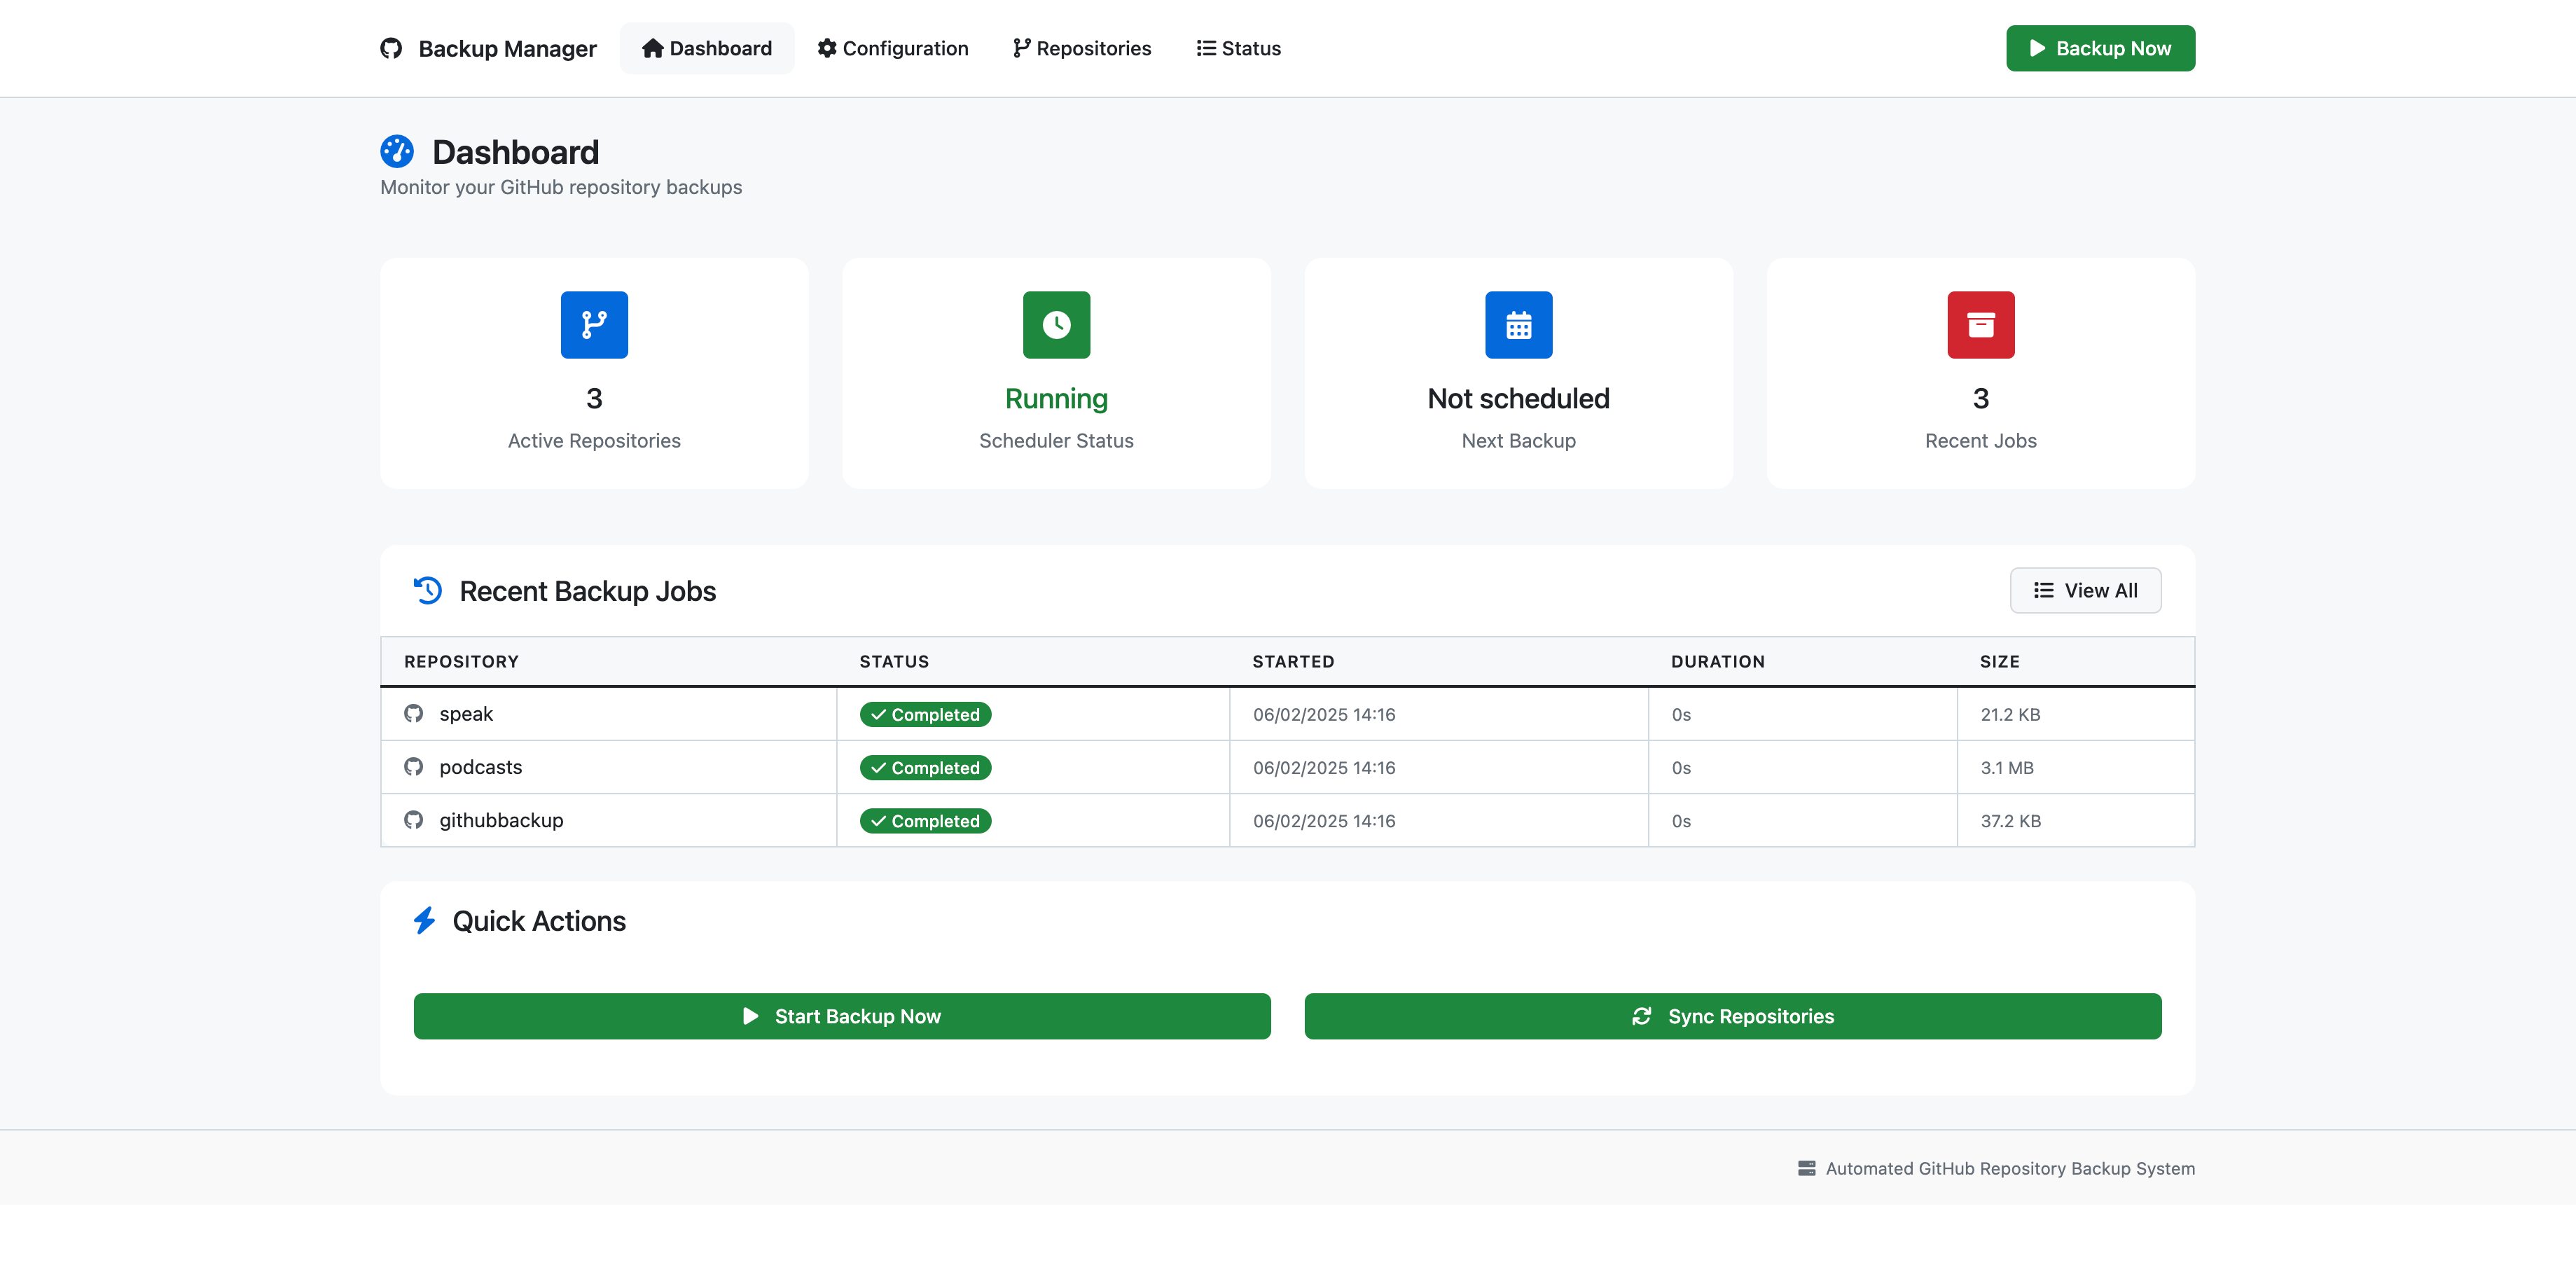 Backup Manager Dashboard Configuration Repositories Status Backup Now
Dashboard
Monitor your GitHub repository backups
3
Active Repositories
Running
Scheduler Status
Not scheduled
Next Backup
3
Recent Jobs
Recent Backup Jobs View All
REPOSITORY STATUS STARTED DURATION SIZE
speak Completed 06/02/2025 14:16 0s 21.2 KB
podcasts Completed 06/02/2025 14:16 0s 3.1 MB
githubbackup Completed 06/02/2025 14:16 0s 37.2 KB
Quick Actions
Start Backup Now Sync Repositories
Automated GitHub Repository Backup System